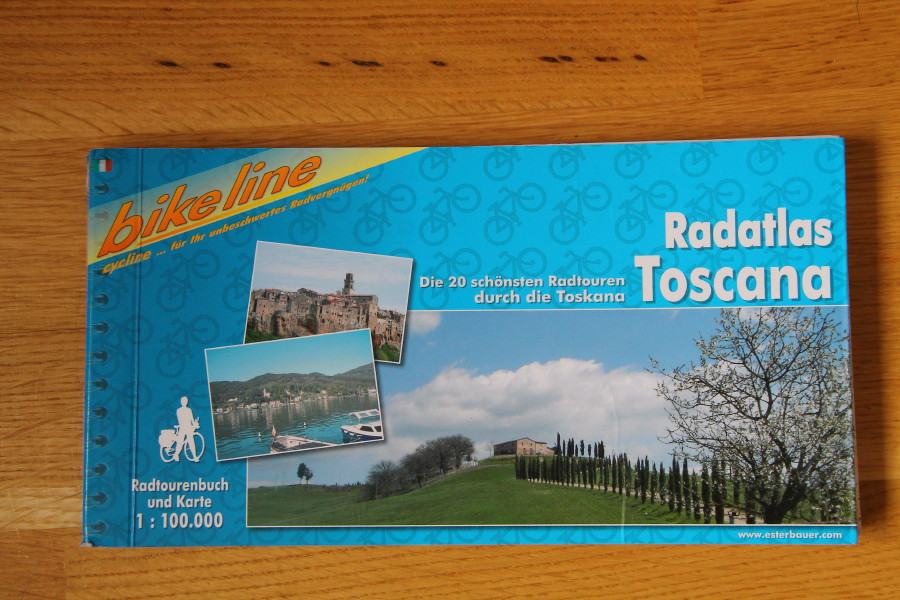 bikeline
cycline ... für Ihr unbeschwertes Radvergnügen!
Radatlas
Toscana
Die 20 schönsten Radtouren
durch die Toskana
Radtourenbuch
und Karte
1 : 100.000
www.esterbauer.com